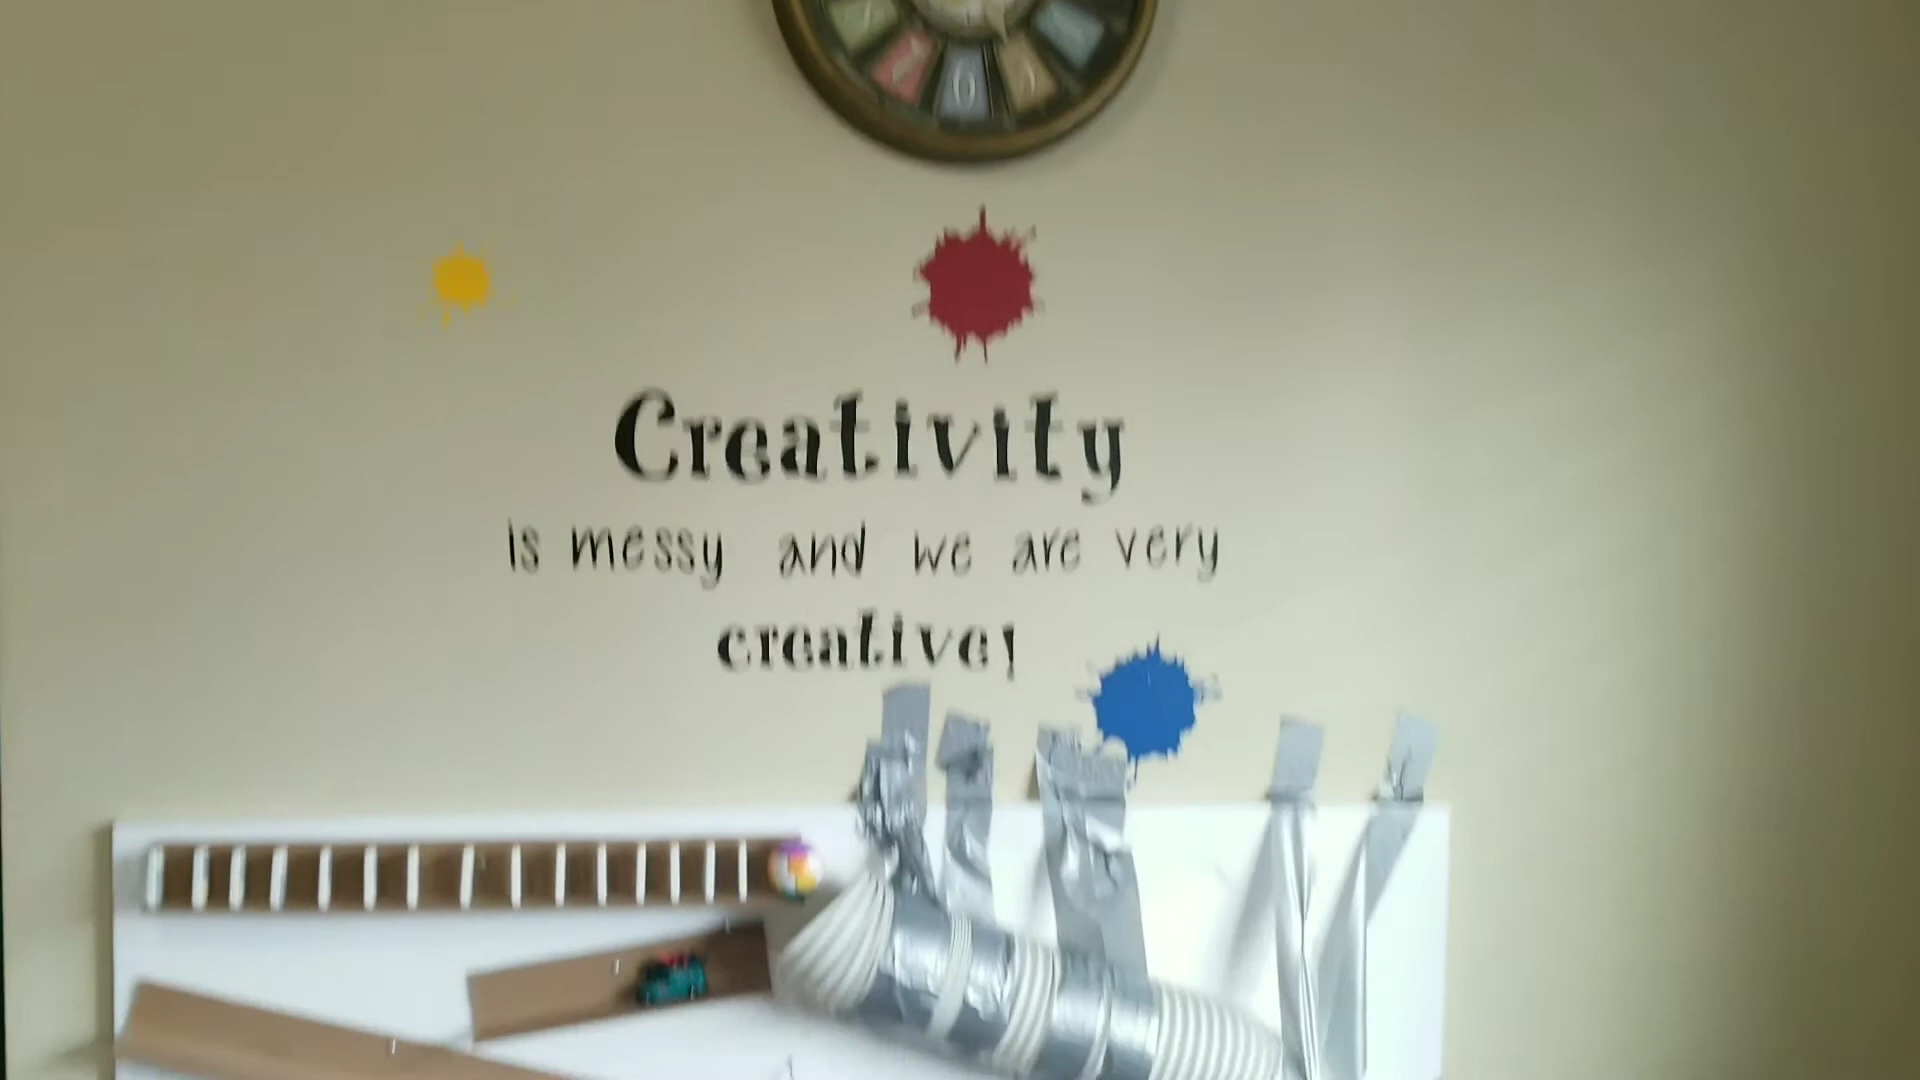 Creativity
is messy and we are very
creative!